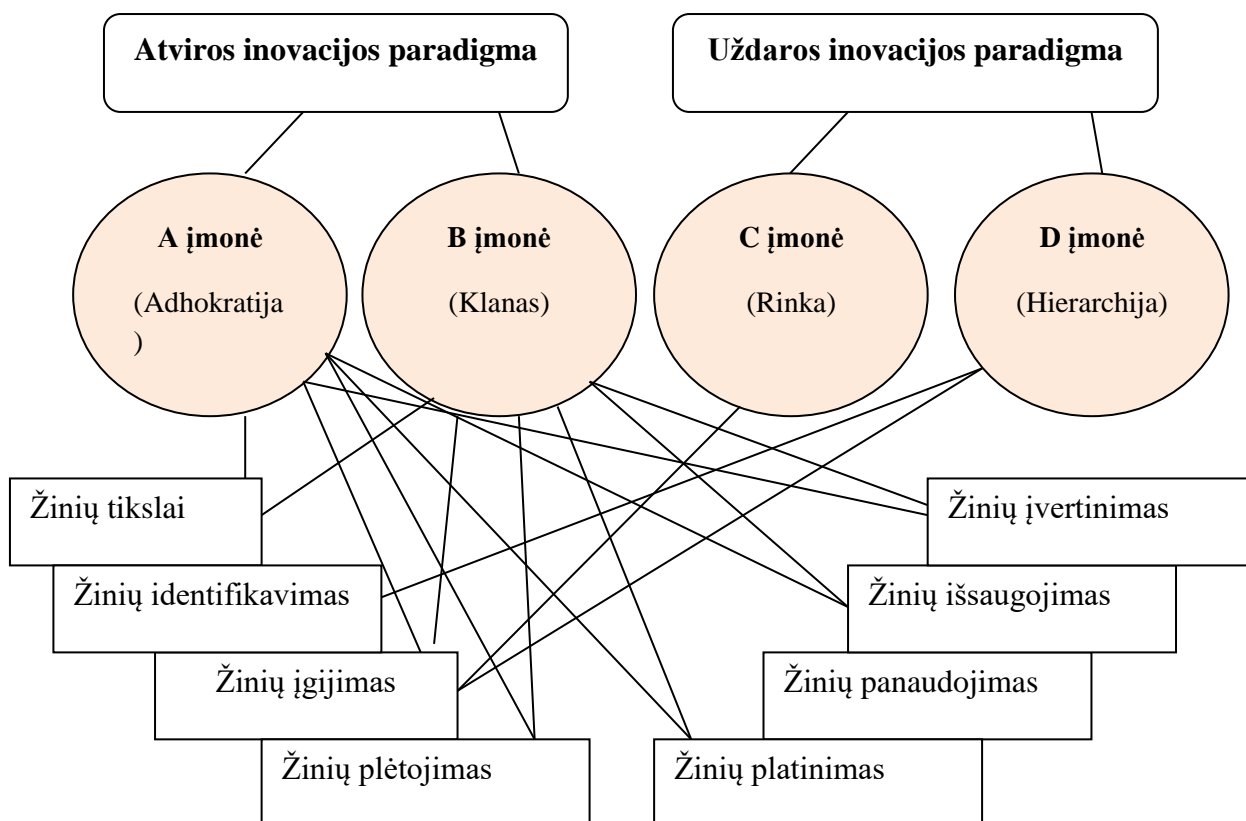 Atviros inovacijos paradigma
Uždaros inovacijos paradigma
A įmonė
(Adhokratija
)
B įmonė
(Klanas)
C įmonė
(Rinka)
D įmonė
(Hierarchija)
Žinių tikslai
Žinių įvertinimas
Žinių identifikavimas
Žinių išsaugojimas
Žinių įgijimas
Žinių panaudojimas
Žinių plėtojimas
Žinių platinimas